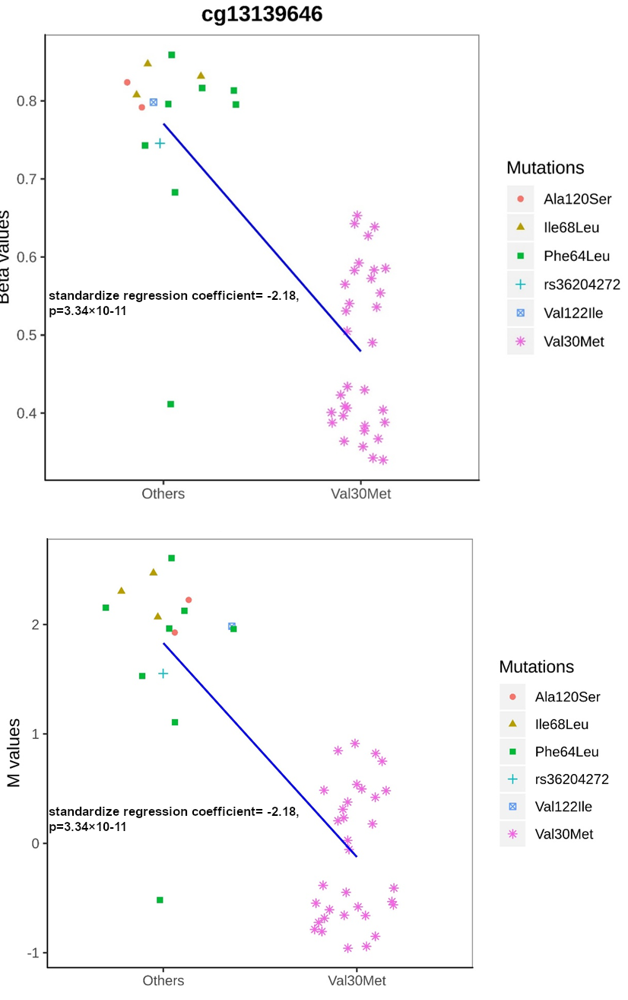 cg13139646
Beta values
0.8
0.7
0.6
0.5
0.4
standardize regression coefficient= -2.18,
p=3.34×10-11
Others
Val30Met
Mutations
Ala120Ser
Ile68Leu
Phe64Leu
rs36204272
Val122Ile
Val30Met
M values
2
1
0
-1
standardize regression coefficient= -2.18,
p=3.34×10-11
Others
Val30Met
Mutations
Ala120Ser
Ile68Leu
Phe64Leu
rs36204272
Val122Ile
Val30Met